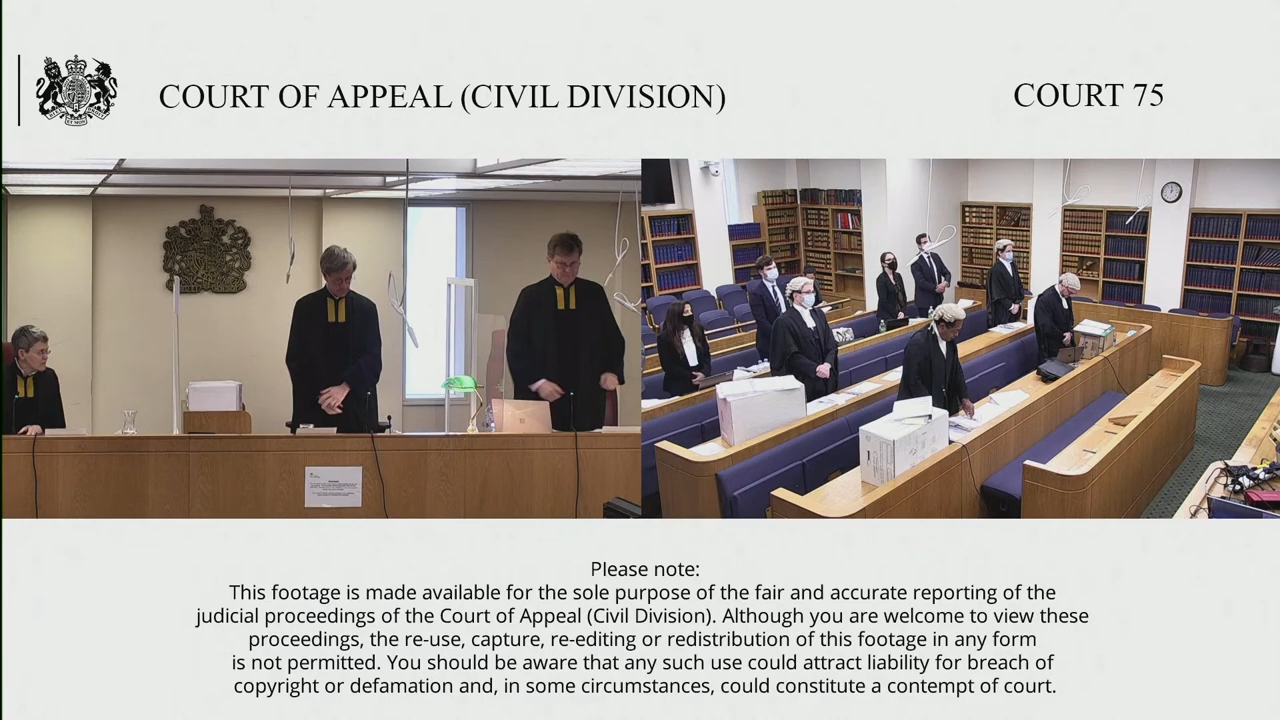 COURT OF APPEAL (CIVIL DIVISION)
COURT 75
Please note:
This footage is made available for the sole purpose of the fair and accurate reporting of the
judicial proceedings of the Court of Appeal (Civil Division). Although you are welcome to view these
proceedings, the re-use, capture, re-editing or redistribution of this footage in any form
is not permitted. You should be aware that any such use could attract liability for breach of
copyright or defamation and, in some circumstances, could constitute a contempt of court.